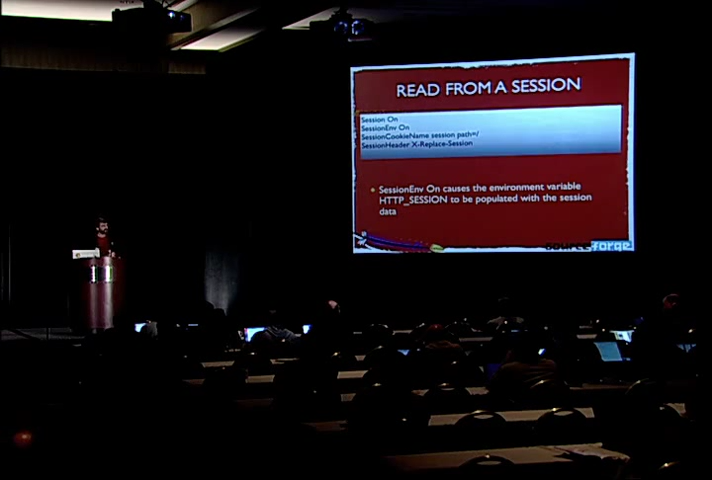 READ FROM A SESSION
Session On
SessionEnv On
SessionCookieName session path=/
SessionHeader X-Replace-Session
SessionEnv On causes the environment variable
HTTP_SESSION to be populated with the session
data
sourceforge